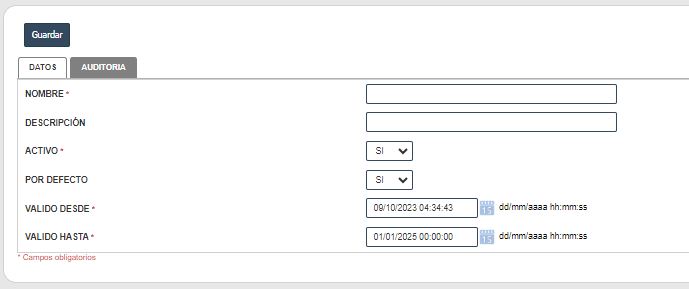 Guardar
DATOS AUDITORIA
NOMBRE *
DESCRIPCIÓN
ACTIVO * SI
POR DEFECTO SI
VALIDO DESDE * 09/10/2023 04:34:43 dd/mm/aaaa hh:mm:ss
VALIDO HASTA * 01/01/2025 00:00:00 dd/mm/aaaa hh:mm:ss
* Campos obligatorios